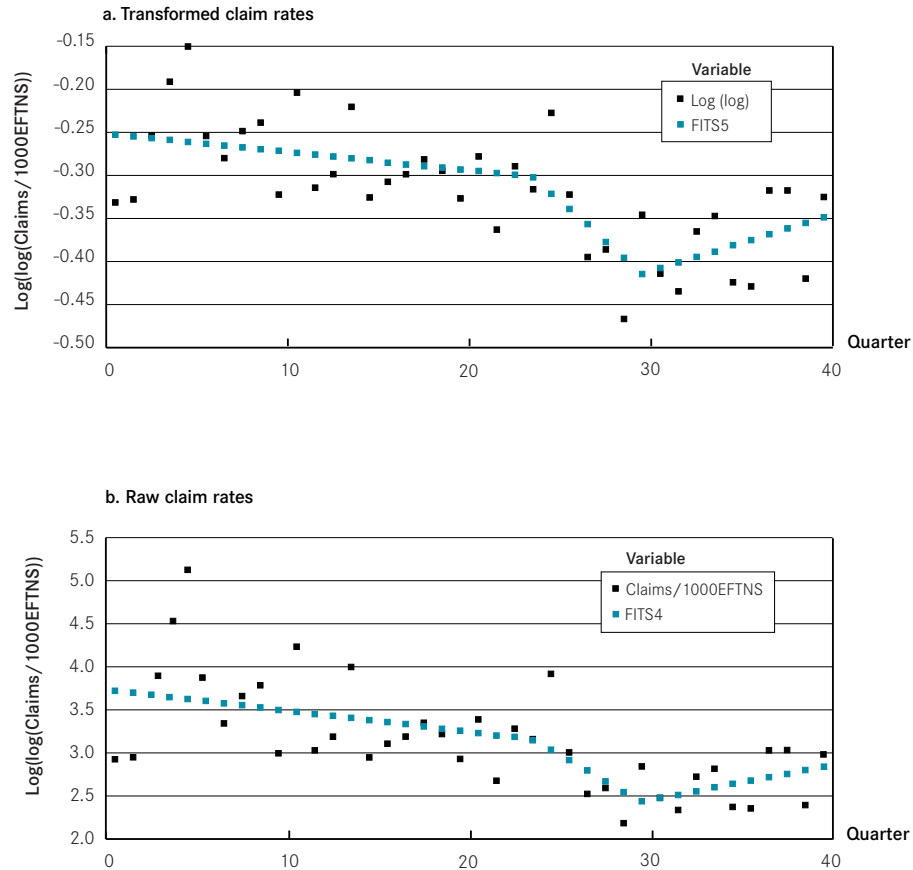 a. Transformed claim rates
Log(log(Claims/1000EFTNS))
-0.15
-0.20
-0.25
-0.30
-0.35
-0.40
-0.45
-0.50
Variable
Log (log)
FITS5
0
10
20
30
40
Quarter
b. Raw claim rates
Log(log(Claims/1000EFTNS))
5.5
5.0
4.5
4.0
3.5
3.0
2.5
2.0
Variable
Claims/1000EFTNS
FITS4
Quarter
0
10
20
30
40